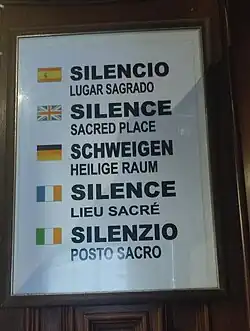 SILENCIO
LUGAR SAGRADO
SILENCE
SACRED PLACE
SCHWEIGEN
HEILIGE RAUM
SILENCE
LIEU SACRÉ
SILENZIO
POSTO SACRO